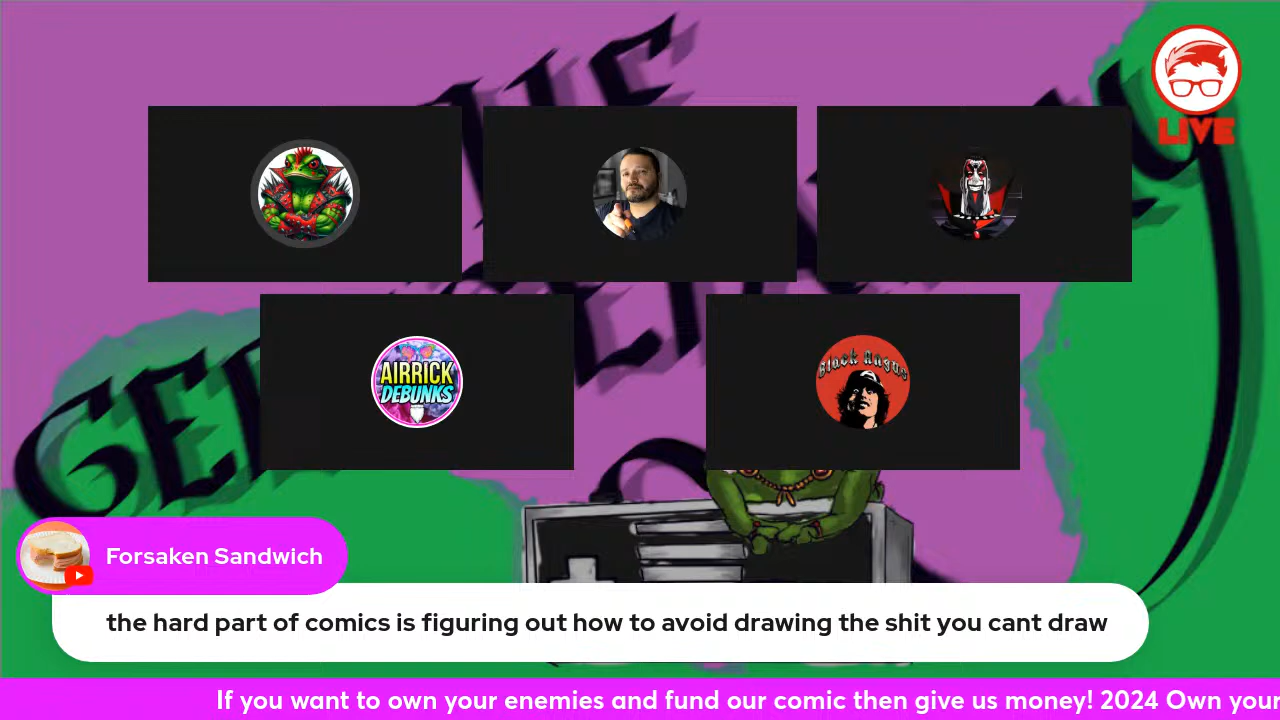 LIVE
AIRRICK
DEBUNKS
Black Angus
Forsaken Sandwich
the hard part of comics is figuring out how to avoid drawing the shit you cant draw
If you want to own your enemies and fund our comic then give us money! 2024 Own your